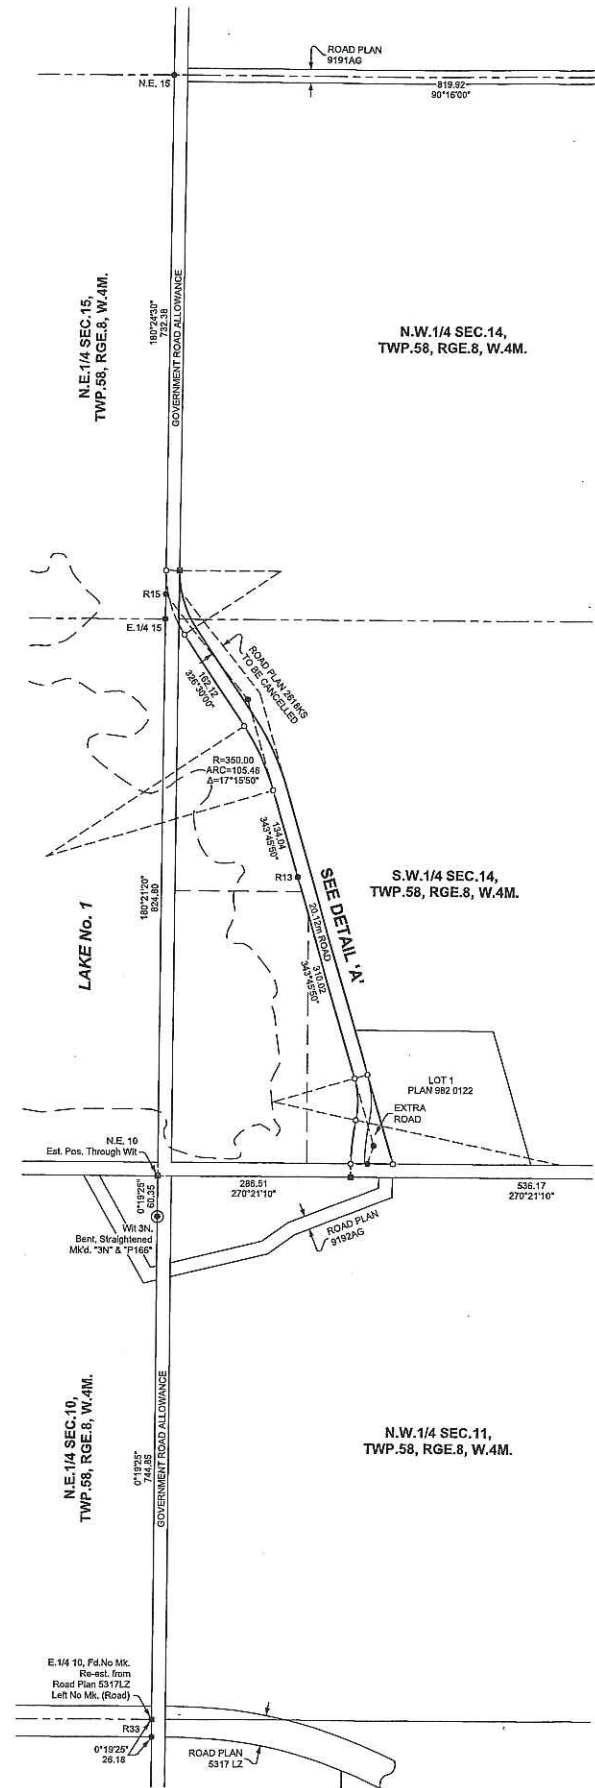 ROAD PLAN
9191AG
N.E. 15
819.92
90°16'00"
N.E.1/4 SEC.15,
TWP.58, RGE.8, W.4M.
180°24'30"
732.38
GOVERNMENT ROAD ALLOWANCE
N.W.1/4 SEC.14,
TWP.58, RGE.8, W.4M.
R15
E.1/4 15
ROAD PLAN 2618KS
TO BE CANCELLED
162.12
326°30'00"
R=350.00
ARC=105.46
Δ=17°15'50"
134.04
343°45'50"
R13
SEE DETAIL 'A'
20.12m ROAD
310.02
343°45'50"
S.W.1/4 SEC.14,
TWP.58, RGE.8, W.4M.
LAKE No. 1
180°21'20"
824.80
LOT 1
PLAN 982 0122
EXTRA
ROAD
N.E. 10
Est. Pos. Through Wit
0°19'25"
60.35
286.51
270°21'10"
536.17
270°21'10"
Wit 3N.
Bent, Straightened
Mk'd. "3N" & "P166"
ROAD PLAN
9192AG
N.E.1/4 SEC.10,
TWP.58, RGE.8, W.4M.
0°19'25"
744.85
GOVERNMENT ROAD ALLOWANCE
N.W.1/4 SEC.11,
TWP.58, RGE.8, W.4M.
E.1/4 10, Fd.No Mk.
Re-est. from
Road Plan 5317LZ
Left No Mk. (Road)
R33
0°19'25"
26.18
ROAD PLAN
5317 LZ